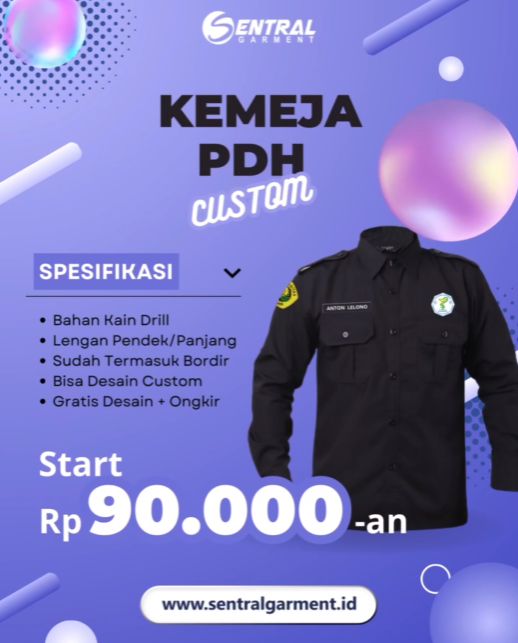 SENTRAL
GARMENT
KEMEJA
PDH
CUSTOM
SPESIFIKASI
• Bahan Kain Drill
• Lengan Pendek/Panjang
• Sudah Termasuk Bordir
• Bisa Desain Custom
• Gratis Desain + Ongkir
ANTON LELONO
Start
Rp 90.000 -an
www.sentralgarment.id